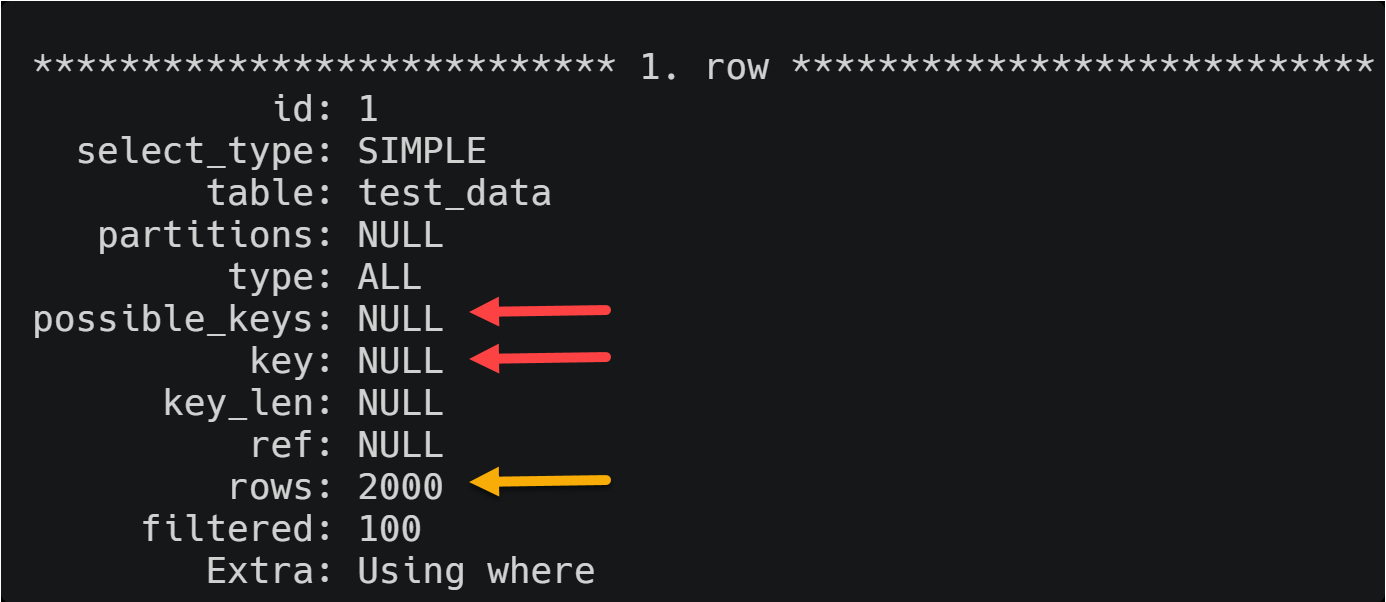 *************************** 1. row ***************************
id: 1
select_type: SIMPLE
table: test_data
partitions: NULL
type: ALL
possible_keys: NULL
key: NULL
key_len: NULL
ref: NULL
rows: 2000
filtered: 100
Extra: Using where